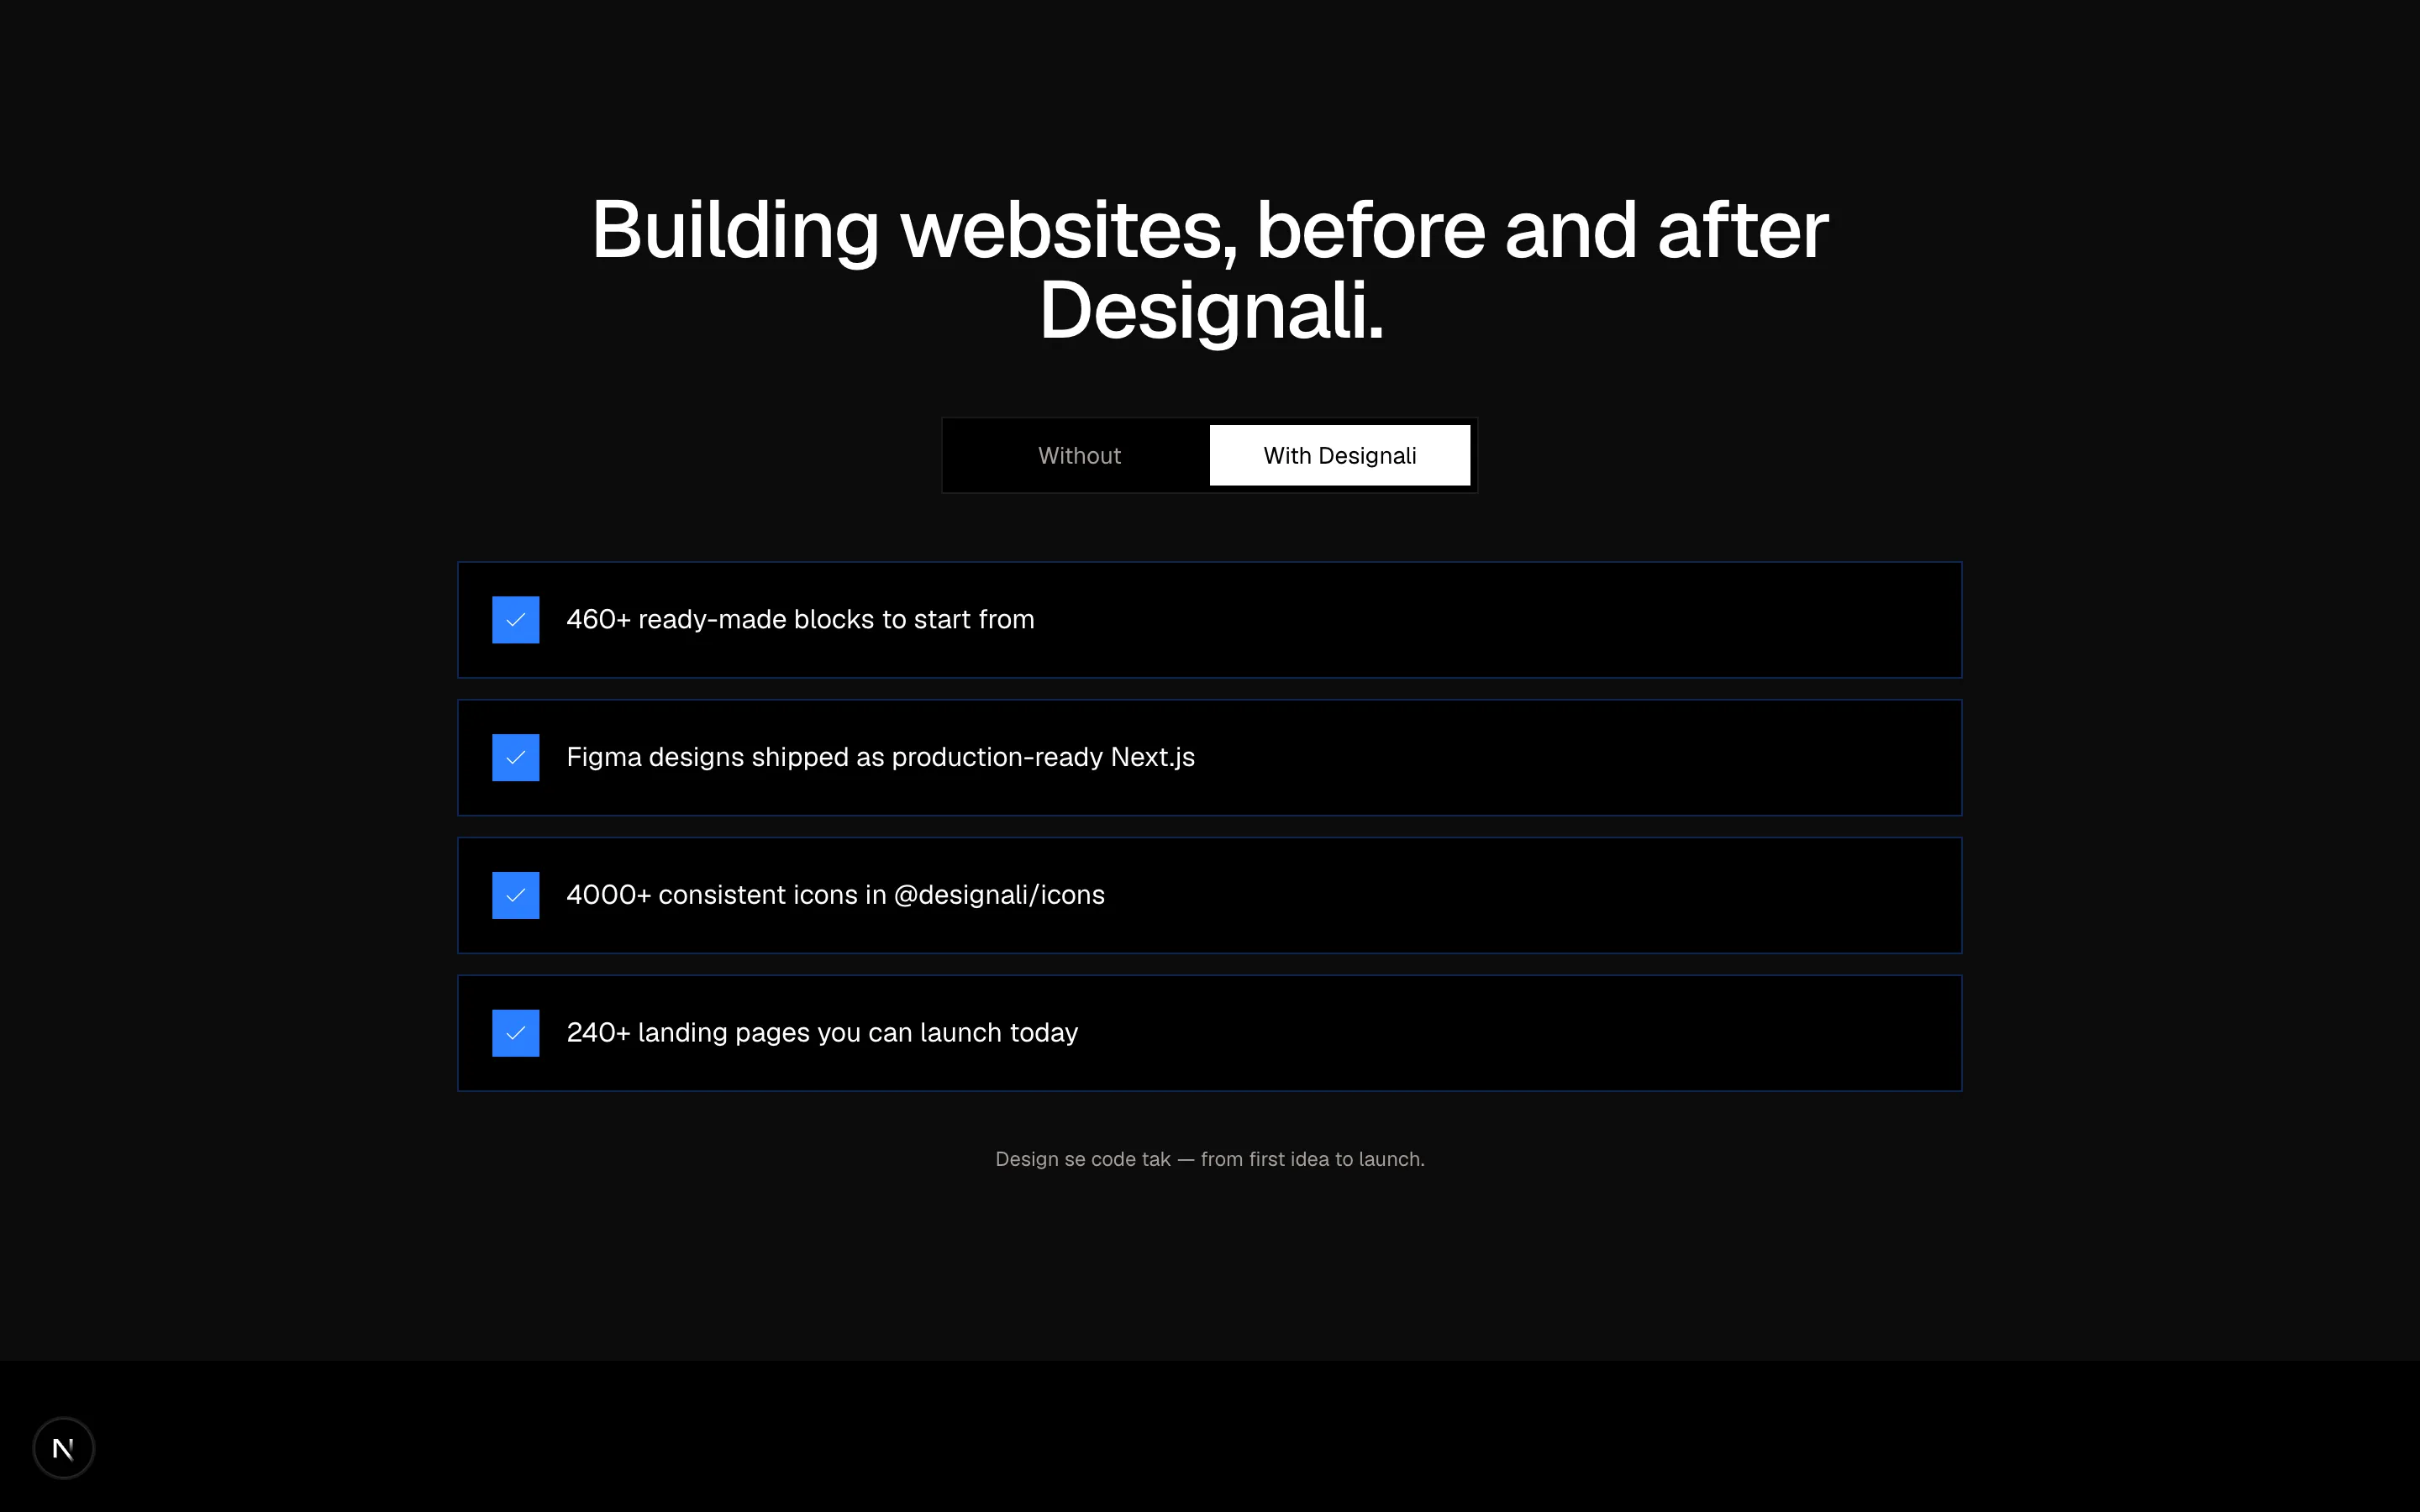 Building websites, before and after
Designali.
Without
With Designali
460+ ready-made blocks to start from
Figma designs shipped as production-ready Next.js
4000+ consistent icons in @designali/icons
240+ landing pages you can launch today
Design se code tak — from first idea to launch.
N